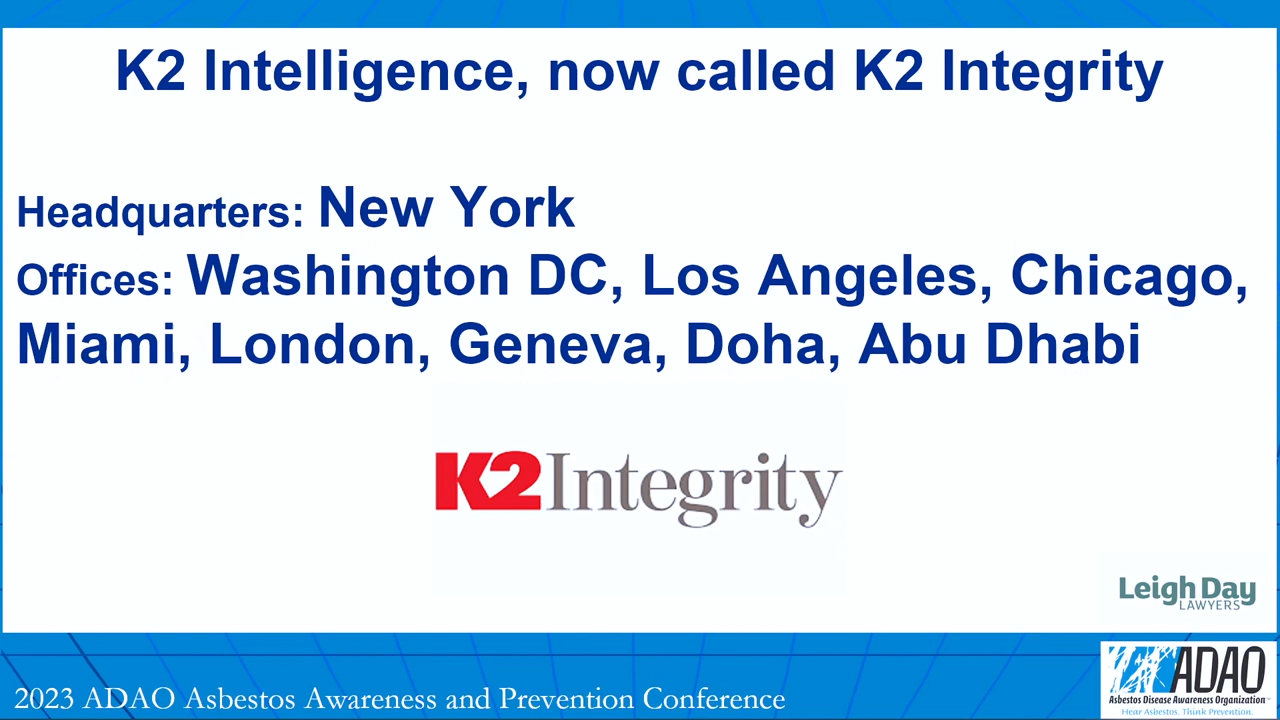 K2 Intelligence, now called K2 Integrity
Headquarters: New York
Offices: Washington DC, Los Angeles, Chicago,
Miami, London, Geneva, Doha, Abu Dhabi
K2 Integrity
Leigh Day
LAWYERS
ADAO
Asbestos Disease Awareness Organization
Hear Asbestos. Think Prevention.
2023 ADAO Asbestos Awareness and Prevention Conference